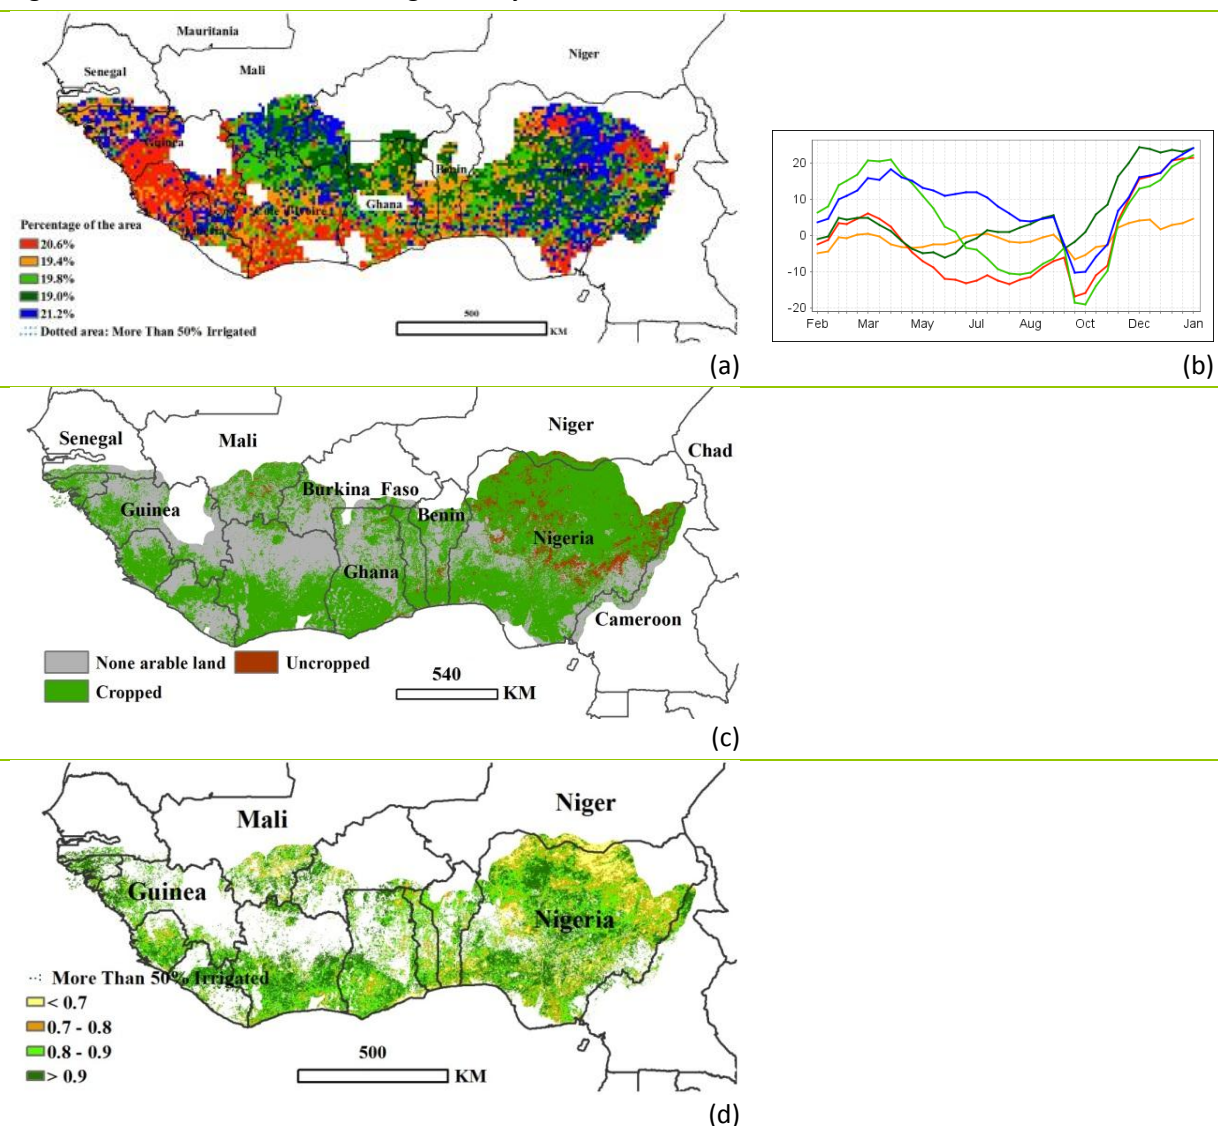 Mauritania
Niger
Senegal
Mali
Guinea
Benin
Ghana
Percentage of the area
20.6%
19.4%
19.8%
19.0%
21.2%
Dotted area: More Than 50% Irrigated
500
KM
(a)
20
10
0
-10
-20
Feb Mar May Jul Aug Oct Dec Jan
(b)
Niger
Senegal
Mali
Chad
Burkina_Faso
Guinea
Benin
Nigeria
Ghana
Cameroon
None arable land
Uncropped
Cropped
540
KM
(c)
Niger
Mali
Guinea
Nigeria
More Than 50% Irrigated
< 0.7
0.7 - 0.8
0.8 - 0.9
> 0.9
500
KM
(d)